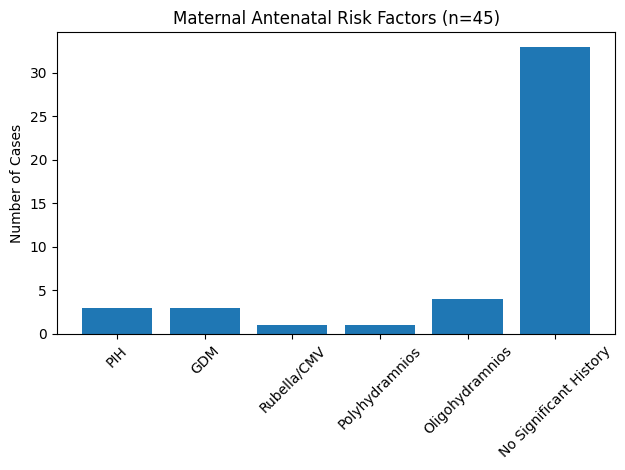 Maternal Antenatal Risk Factors (n=45)
Number of Cases
30
25
20
15
10
5
0
PIH
GDM
Rubella/CMV
Polyhydramnios
Oligohydramnios
No Significant History